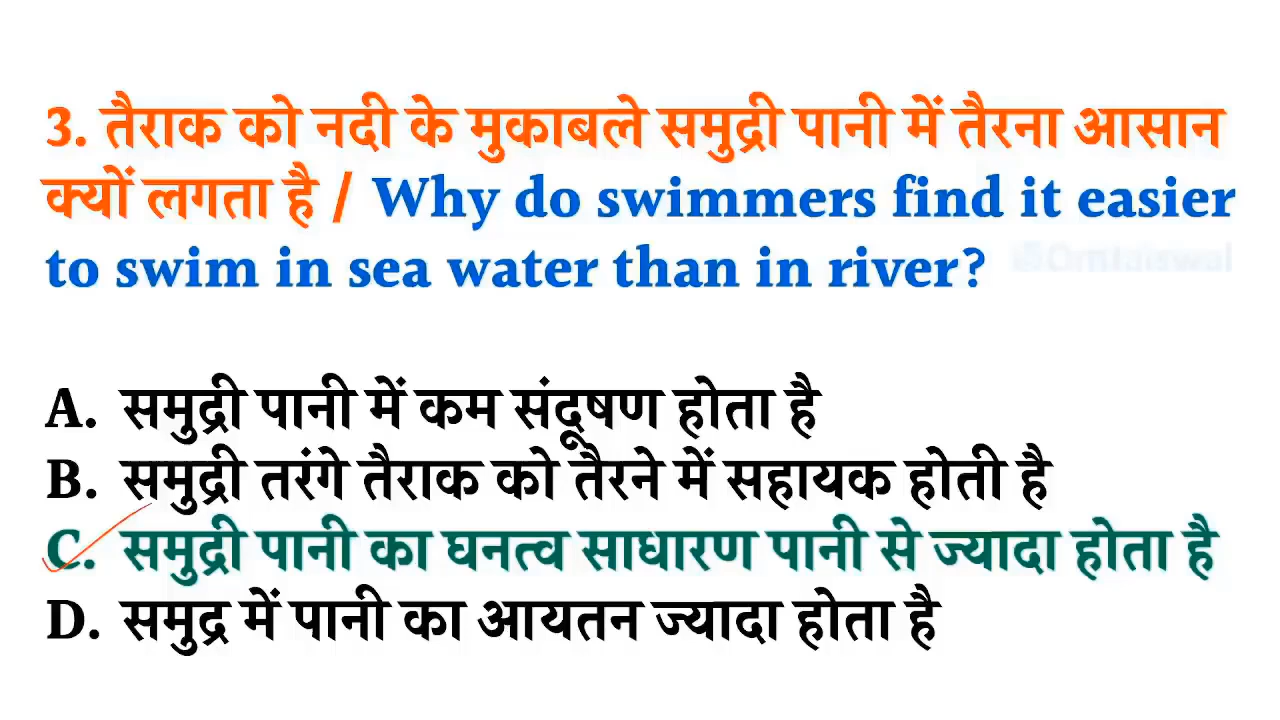 3. तैराक को नदी के मुकाबले समुद्री पानी में तैरना आसान
क्यों लगता है / Why do swimmers find it easier
to swim in sea water than in river?
A. समुद्री पानी में कम संदूषण होता है
B. समुद्री तरंगे तैराक को तैरने में सहायक होती है
C. समुद्री पानी का घनत्व साधारण पानी से ज्यादा होता है
D. समुद्र में पानी का आयतन ज्यादा होता है